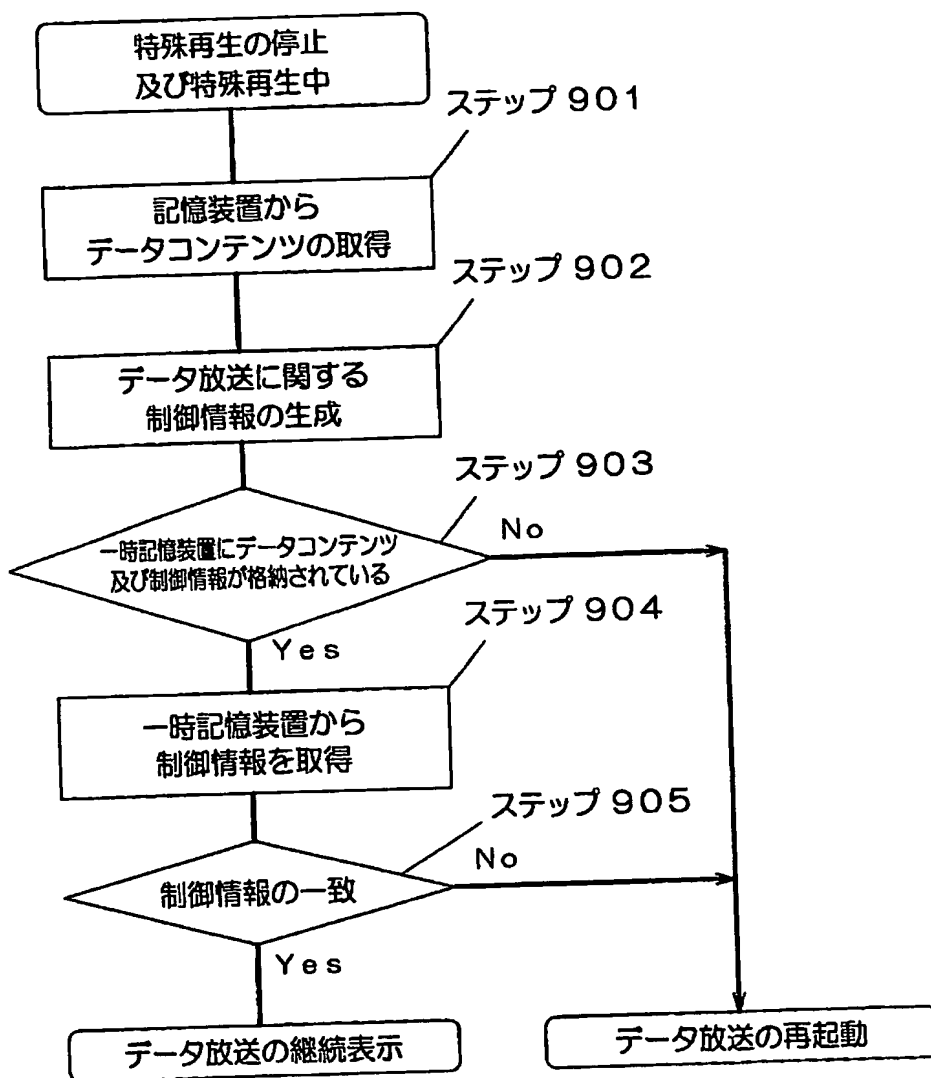 特殊再生の停止
及び特殊再生中
ステップ 901
記憶装置から
データコンテンツの取得
ステップ 902
データ放送に関する
制御情報の生成
ステップ 903
一時記憶装置にデータコンテンツ
及び制御情報が格納されている
No
Yes
ステップ 904
一時記憶装置から
制御情報を取得
ステップ 905
制御情報の一致
No
Yes
データ放送の継続表示
データ放送の再起動